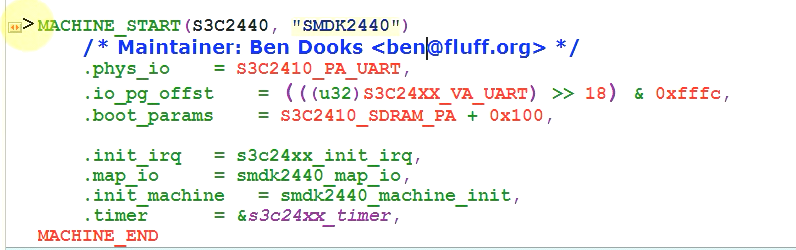 MACHINE_START(S3C2440, "SMDK2440")
/* Maintainer: Ben Dooks <ben@fluff.org> */
.phys_io = S3C2410_PA_UART,
.io_pg_offst = (((u32)S3C24XX_VA_UART) >> 18) & 0xfffc,
.boot_params = S3C2410_SDRAM_PA + 0x100,
.init_irq = s3c24xx_init_irq,
.map_io = smdk2440_map_io,
.init_machine = smdk2440_machine_init,
.timer = &s3c24xx_timer,
MACHINE_END